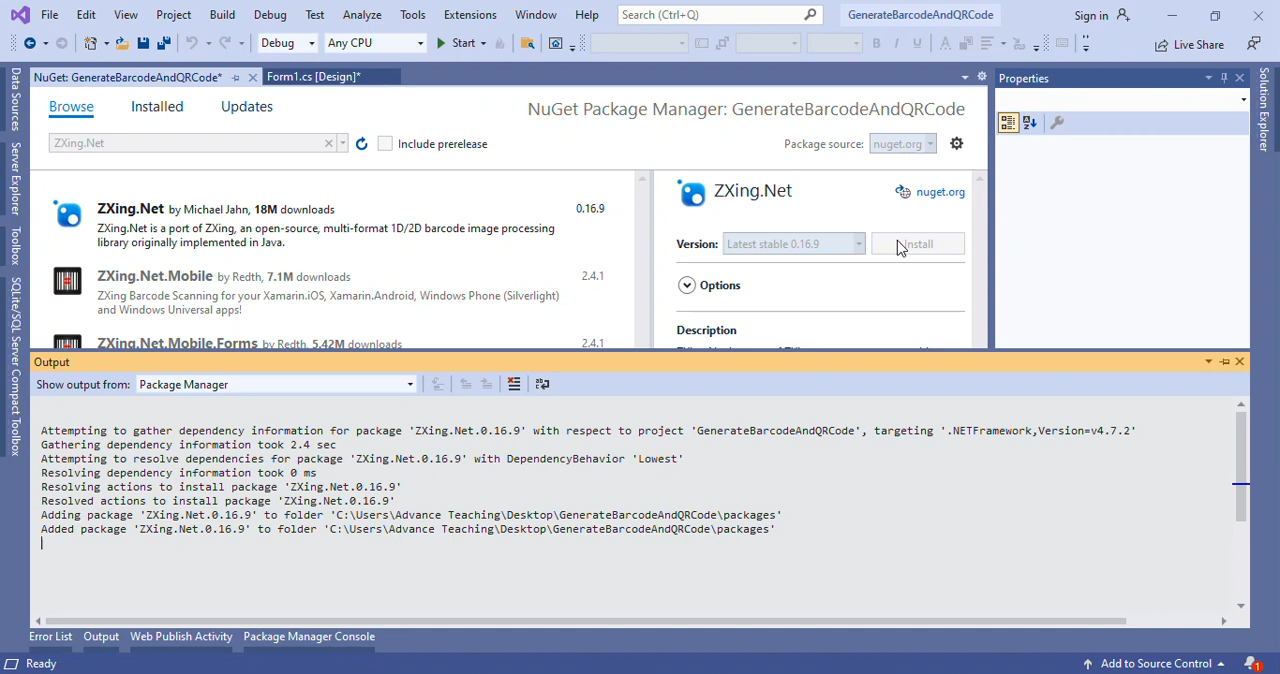 File Edit View Project Build Debug Test Analyze Tools Extensions Window Help Search (Ctrl+Q) GenerateBarcodeAndQRCode Sign in
Debug Any CPU Start Live Share
NuGet: GenerateBarcodeAndQRCode* Form1.cs [Design]* Properties
Browse Installed Updates NuGet Package Manager: GenerateBarcodeAndQRCode
ZXing.Net Include prerelease Package source: nuget.org
ZXing.Net by Michael Jahn, 18M downloads 0.16.9
ZXing.Net is a port of ZXing, an open-source, multi-format 1D/2D barcode image processing
library originally implemented in Java.
ZXing.Net.Mobile by Redth, 7.1M downloads 2.4.1
ZXing Barcode Scanning for your Xamarin.iOS, Xamarin.Android, Windows Phone (Silverlight)
and Windows Universal apps!
ZXing.Net.Mobile.Forms by Redth, 5.42M downloads 2.4.1
ZXing.Net nuget.org
Version: Latest stable 0.16.9 Install
Options
Description
Data Sources
Server Explorer
Toolbox
SQLite/SQL Server Compact Toolbox
Solution Explorer
Output
Show output from: Package Manager
Attempting to gather dependency information for package 'ZXing.Net.0.16.9' with respect to project 'GenerateBarcodeAndQRCode', targeting '.NETFramework,Version=v4.7.2'
Gathering dependency information took 2.4 sec
Attempting to resolve dependencies for package 'ZXing.Net.0.16.9' with DependencyBehavior 'Lowest'
Resolving dependency information took 0 ms
Resolving actions to install package 'ZXing.Net.0.16.9'
Resolved actions to install package 'ZXing.Net.0.16.9'
Adding package 'ZXing.Net.0.16.9' to folder 'C:\Users\Advance Teaching\Desktop\GenerateBarcodeAndQRCode\packages'
Added package 'ZXing.Net.0.16.9' to folder 'C:\Users\Advance Teaching\Desktop\GenerateBarcodeAndQRCode\packages'
Error List Output Web Publish Activity Package Manager Console
Ready Add to Source Control 1